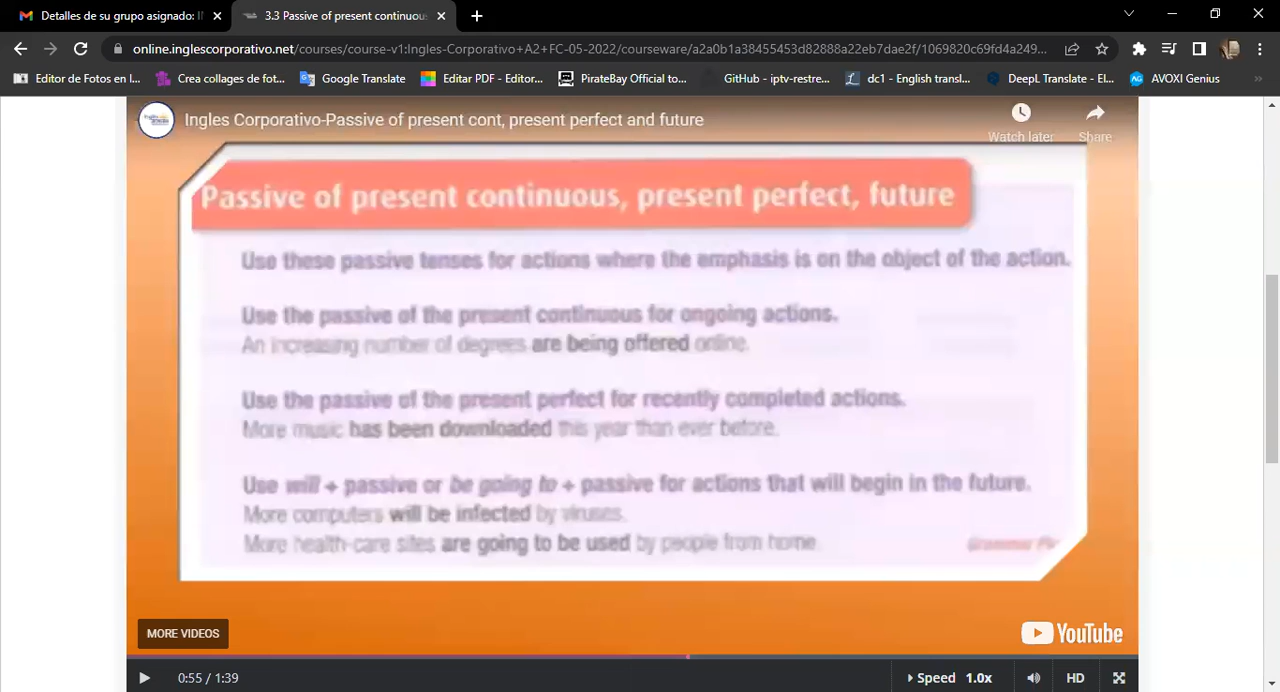 Detalles de su grupo asignado: I
3.3 Passive of present continuous
online.inglescorporativo.net/courses/course-v1:Ingles-Corporativo+A2+FC-05-2022/courseware/a2a0b1a38455453d82888a22eb7dae2f/1069820c69fd4a249...
Editor de Fotos en l...
Crea collages de fot...
Google Translate
Editar PDF - Editor...
PirateBay Official to...
GitHub - iptv-restre...
dc1 - English transl...
DeepL Translate - El...
AVOXI Genius
Ingles Corporativo-Passive of present cont, present perfect and future
Watch later
Share
Passive of present continuous, present perfect, future
Use these passive tenses for actions where the emphasis is on the object of the action.
Use the passive of the present continuous for ongoing actions.
An increasing number of degrees are being offered online.
Use the passive of the present perfect for recently completed actions.
More music has been downloaded this year than ever before.
Use will + passive or be going to + passive for actions that will begin in the future.
More computers will be infected by viruses.
More health-care sites are going to be used by people from home.
Grammar
MORE VIDEOS
YouTube
0:55 / 1:39
Speed 1.0x
HD